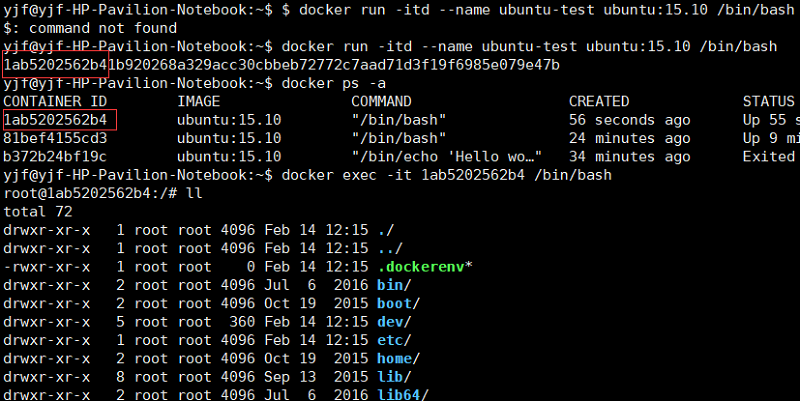 yjf@yjf-HP-Pavilion-Notebook:~$ $ docker run -itd --name ubuntu-test ubuntu:15.10 /bin/bash
$: command not found
yjf@yjf-HP-Pavilion-Notebook:~$ docker run -itd --name ubuntu-test ubuntu:15.10 /bin/bash
1ab5202562b41b920268a329acc30cbbeb72772c7aad71d3f19f6985e079e47b
yjf@yjf-HP-Pavilion-Notebook:~$ docker ps -a
CONTAINER ID        IMAGE               COMMAND                  CREATED             STATUS
1ab5202562b4        ubuntu:15.10        "/bin/bash"              56 seconds ago      Up 55 s
81bef4155cd3        ubuntu:15.10        "/bin/bash"              24 minutes ago      Up 9 mi
b372b24bf19c        ubuntu:15.10        "/bin/echo 'Hello wo…"   34 minutes ago      Exited
yjf@yjf-HP-Pavilion-Notebook:~$ docker exec -it 1ab5202562b4 /bin/bash
root@1ab5202562b4:/# ll
total 72
drwxr-xr-x   1 root root 4096 Feb 14 12:15 ./
drwxr-xr-x   1 root root 4096 Feb 14 12:15 ../
-rwxr-xr-x   1 root root    0 Feb 14 12:15 .dockerenv*
drwxr-xr-x   2 root root 4096 Jul  6  2016 bin/
drwxr-xr-x   2 root root 4096 Oct 19  2015 boot/
drwxr-xr-x   5 root root  360 Feb 14 12:15 dev/
drwxr-xr-x   1 root root 4096 Feb 14 12:15 etc/
drwxr-xr-x   2 root root 4096 Oct 19  2015 home/
drwxr-xr-x   8 root root 4096 Sep 13  2015 lib/
drwxr-xr-x   2 root root 4096 Jul  6  2016 lib64/